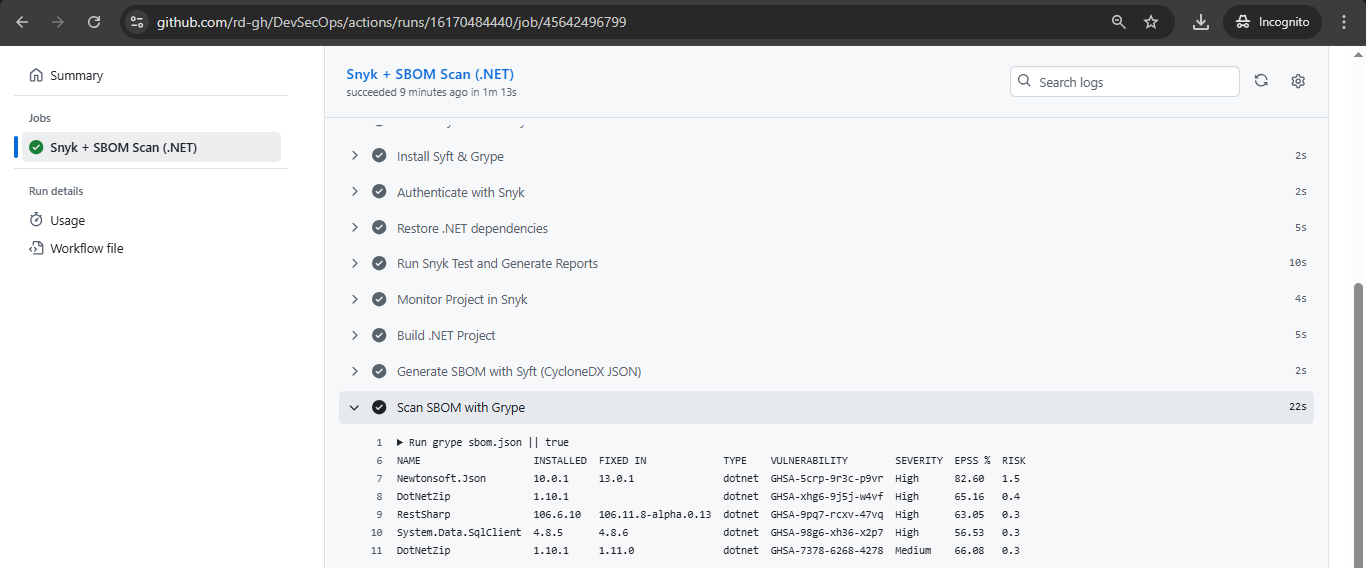 github.com/rd-gh/DevSecOps/actions/runs/16170484440/job/45642496799
Incognito
Summary
Jobs
Snyk + SBOM Scan (.NET)
Run details
Usage
Workflow file
Snyk + SBOM Scan (.NET)
succeeded 9 minutes ago in 1m 13s
Search logs
Install Syft & Grype 2s
Authenticate with Snyk 2s
Restore .NET dependencies 5s
Run Snyk Test and Generate Reports 10s
Monitor Project in Snyk 4s
Build .NET Project 5s
Generate SBOM with Syft (CycloneDX JSON) 2s
Scan SBOM with Grype 22s
1 ▶ Run grype sbom.json || true
6 NAME INSTALLED FIXED IN TYPE VULNERABILITY SEVERITY EPSS % RISK
7 Newtonsoft.Json 10.0.1 13.0.1 dotnet GHSA-5crp-9r3c-p9vr High 82.60 1.5
8 DotNetZip 1.10.1 dotnet GHSA-xhg6-9j5j-w4vf High 65.16 0.4
9 RestSharp 106.6.10 106.11.8-alpha.0.13 dotnet GHSA-9pq7-rcxv-47vq High 63.05 0.3
10 System.Data.SqlClient 4.8.5 4.8.6 dotnet GHSA-98g6-xh36-x2p7 High 56.53 0.3
11 DotNetZip 1.10.1 1.11.0 dotnet GHSA-7378-6268-4278 Medium 66.08 0.3